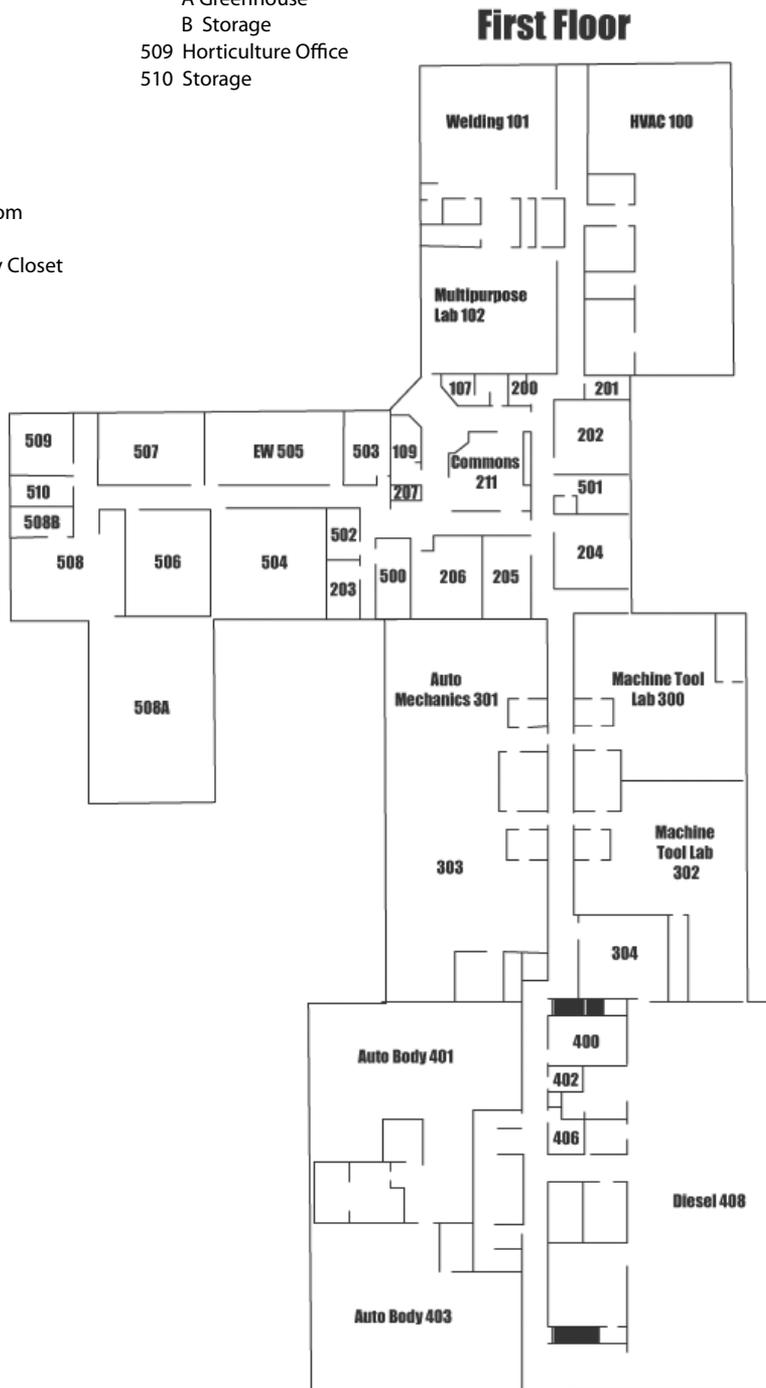 A Greenhouse
B Storage
509 Horticulture Office
510 Storage
om
y Closet
First Floor
Welding 101
HVAC 100
Multipurpose
Lab 102
107
200
201
509
507
EW 505
503
109
Commons
211
202
510
207
501
508B
502
508
506
504
203
500
206
205
204
508A
Auto
Mechanics 301
Machine Tool
Lab 300
303
Machine
Tool Lab
302
304
400
Auto Body 401
402
406
Diesel 408
Auto Body 403